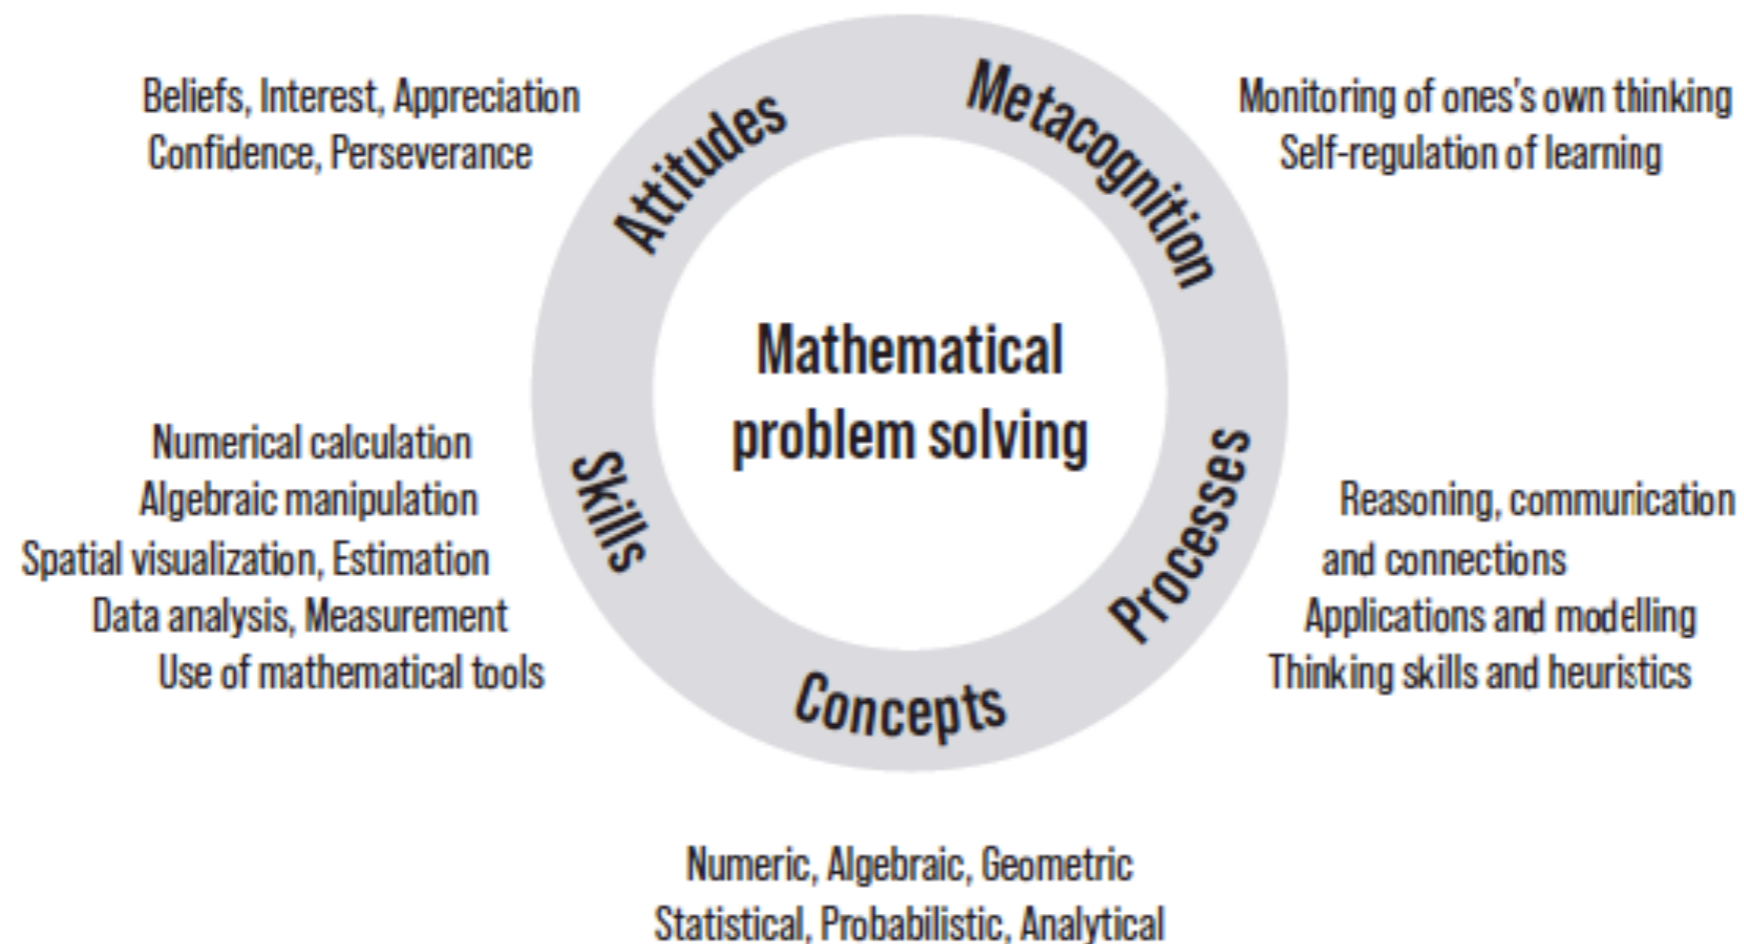 Beliefs, Interest, Appreciation
Confidence, Perseverance
Attitudes
Metacognition
Monitoring of ones's own thinking
Self-regulation of learning
Mathematical
problem solving
Numerical calculation
Algebraic manipulation
Spatial visualization, Estimation
Data analysis, Measurement
Use of mathematical tools
Skills
Processes
Reasoning, communication
and connections
Applications and modelling
Thinking skills and heuristics
Concepts
Numeric, Algebraic, Geometric
Statistical, Probabilistic, Analytical